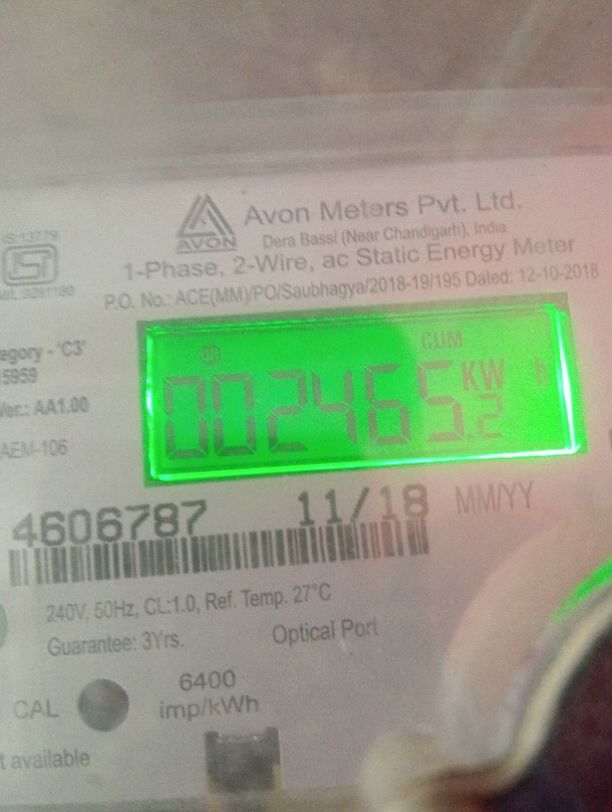 IS:13779
AVON
Avon Meters Pvt. Ltd.
Dera Bassi (Near Chandigarh), India
1-Phase, 2-Wire, ac Static Energy Meter
P.O. No.: ACE(MM)/PO/Saubhagya/2018-19/195 Dated: 12-10-2018
egory - 'C3'
5959
Ver.: AA1.00
AEM-106
CUM
002465.2 KW h
4606787 11/18 MM/YY
240V, 50Hz, CL:1.0, Ref. Temp. 27°C
Guarantee: 3Yrs. Optical Port
CAL 6400
imp/kWh
t available